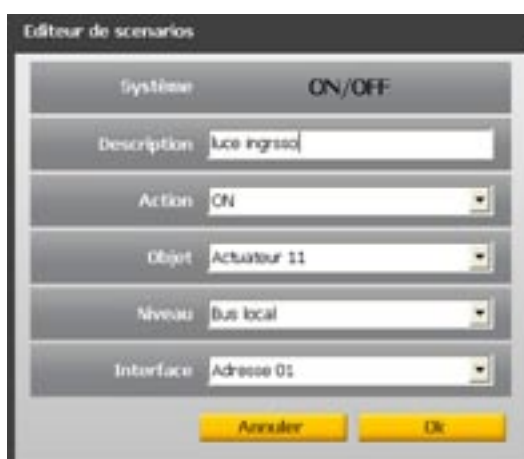 Editeur de scenarios
Système ON/OFF
Description luce ingrsso
Action ON
Objet Actuateur 11
Niveau Bus local
Interface Adresse 01
Annuler Ok